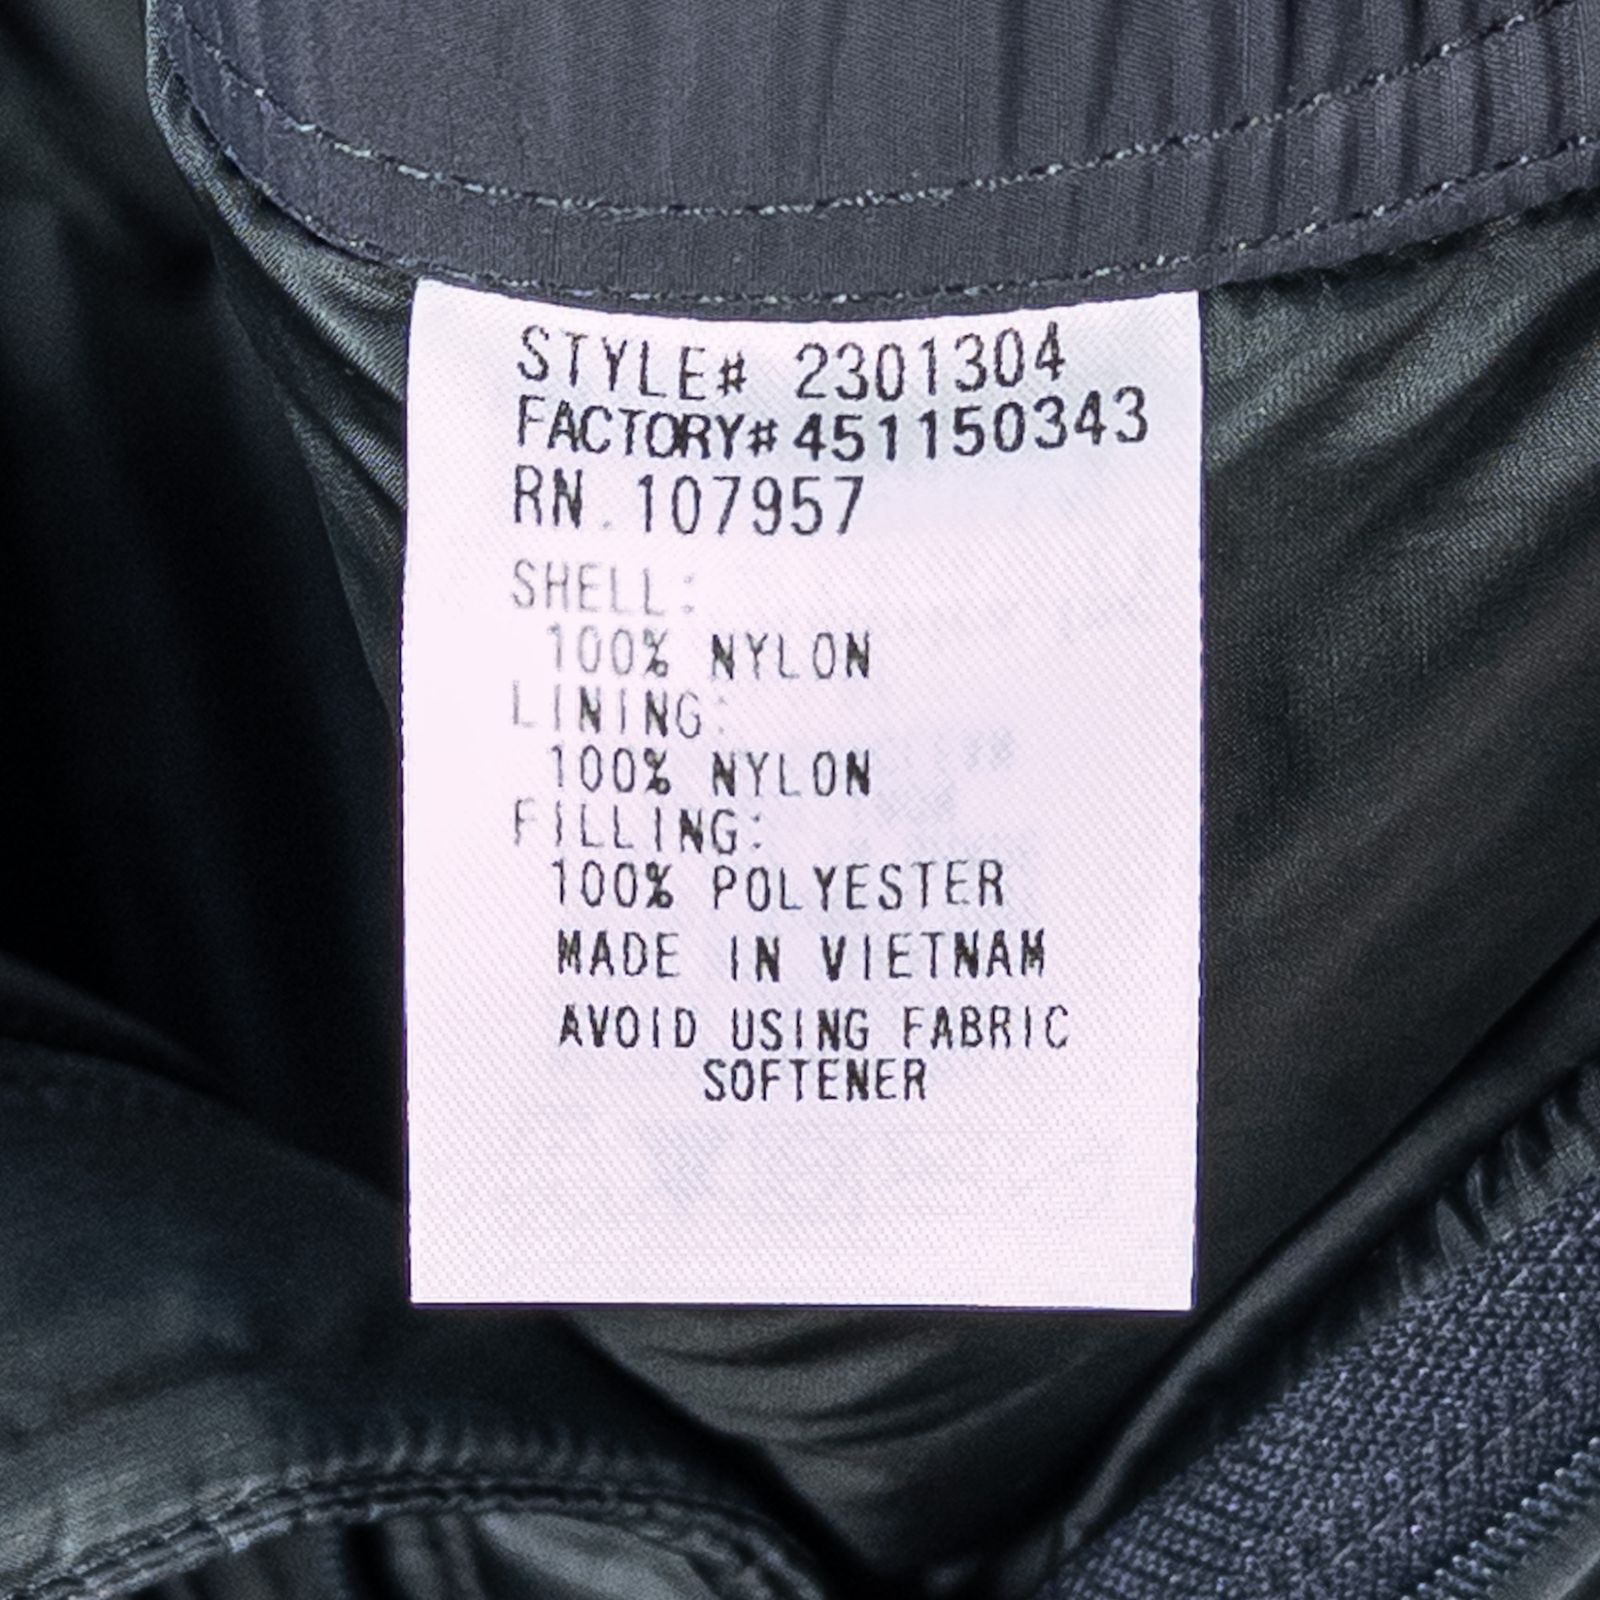 STYLE# 2301304
FACTORY# 451150343
RN. 107957
SHELL:
100% NYLON
LINING:
100% NYLON
FILLING:
100% POLYESTER
MADE IN VIETNAM
AVOID USING FABRIC
SOFTENER